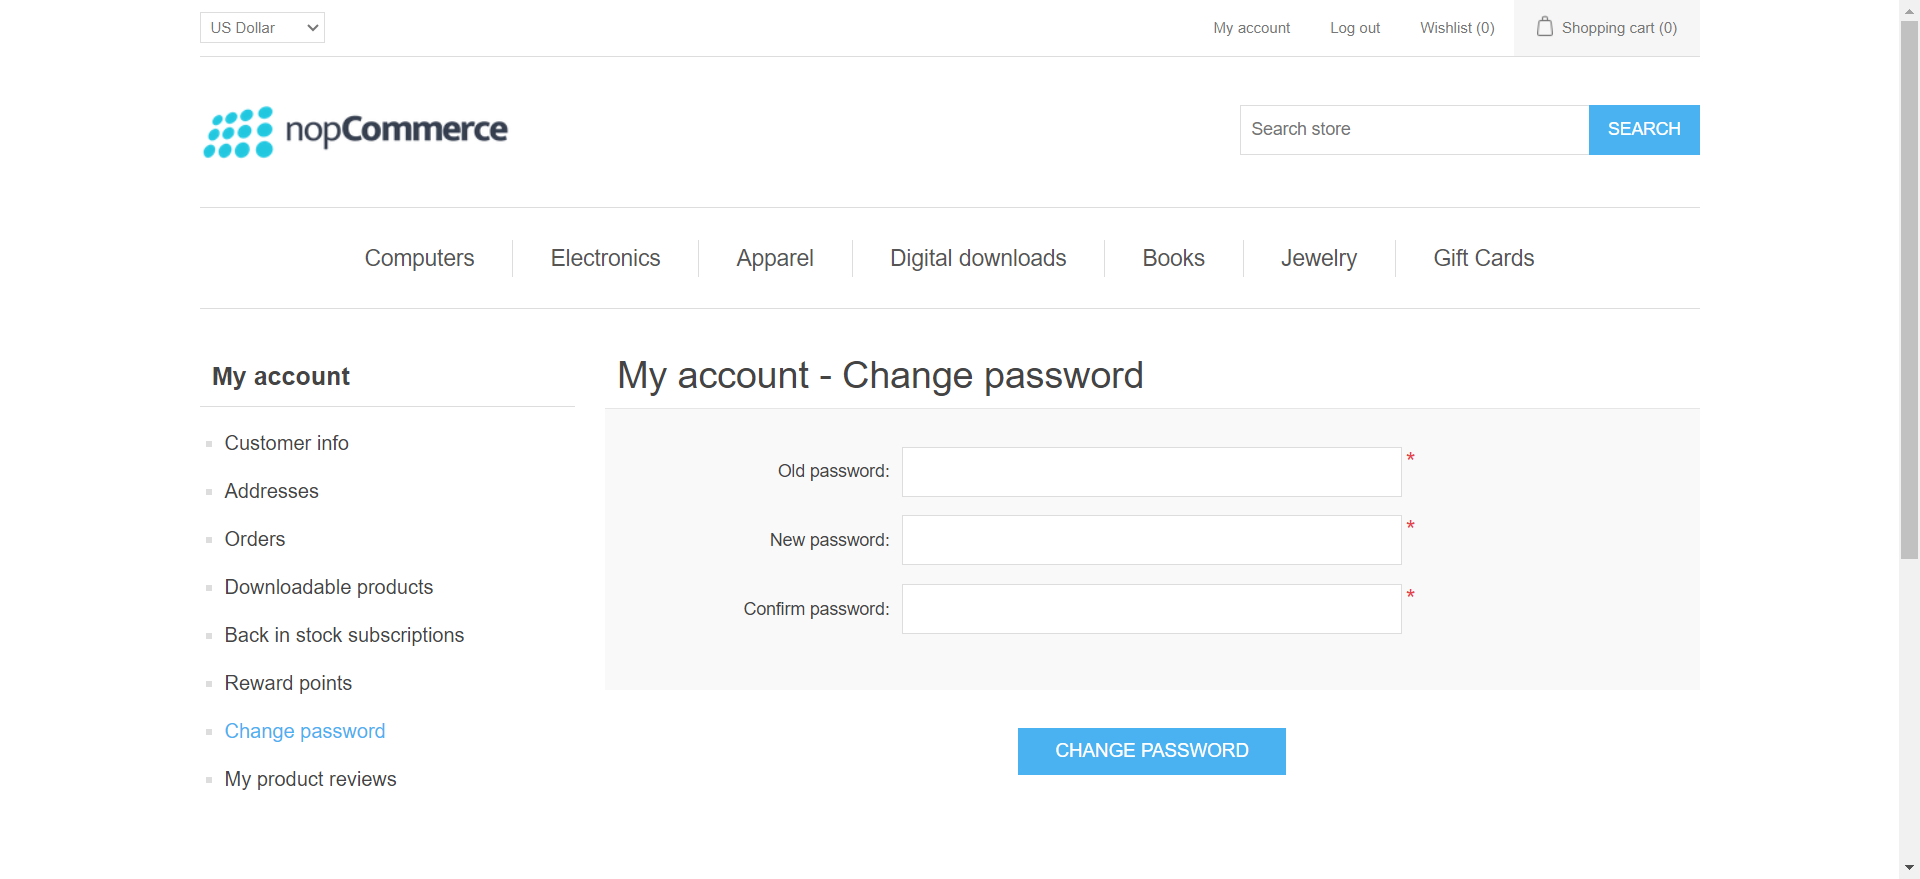 US Dollar
My account
Log out
Wishlist (0)
Shopping cart (0)
nopCommerce
Search store
SEARCH
Computers
Electronics
Apparel
Digital downloads
Books
Jewelry
Gift Cards
My account
Customer info
Addresses
Orders
Downloadable products
Back in stock subscriptions
Reward points
Change password
My product reviews
My account - Change password
Old password: *
New password: *
Confirm password: *
CHANGE PASSWORD